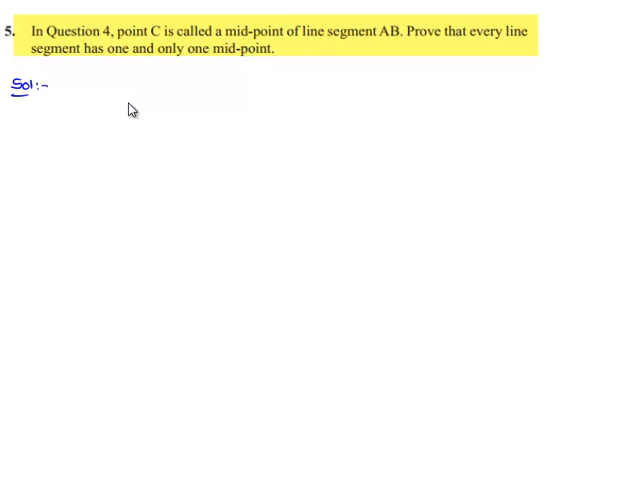 5. In Question 4, point C is called a mid-point of line segment AB. Prove that every line
segment has one and only one mid-point.
Sol:-